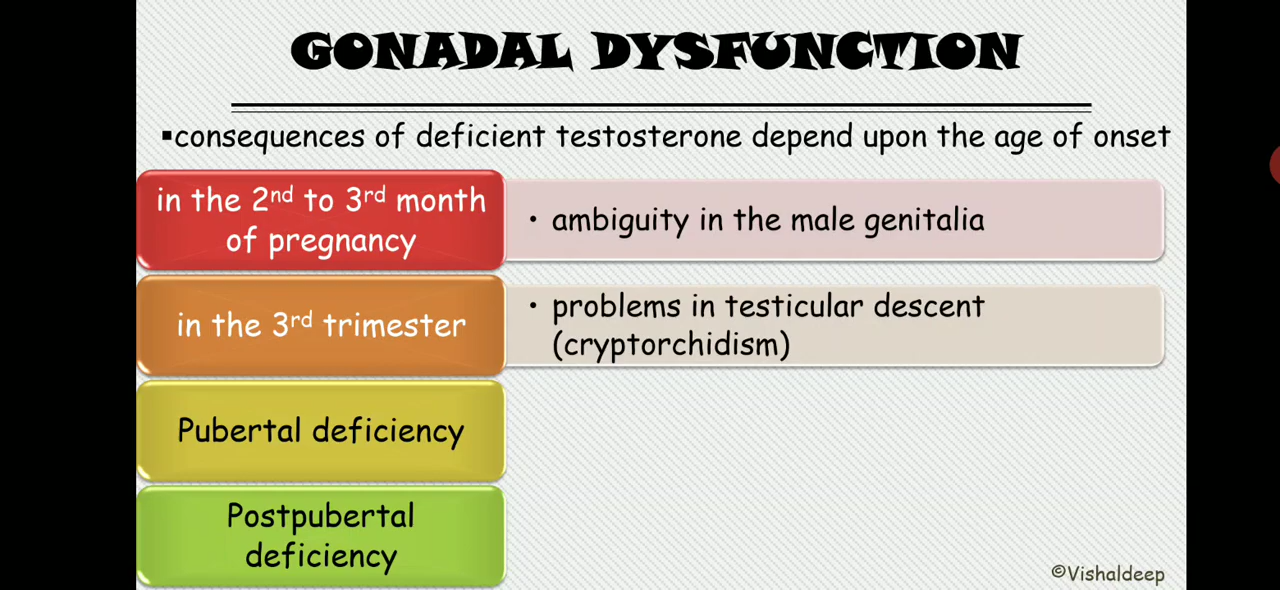 GONADAL DYSFUNCTION
▪consequences of deficient testosterone depend upon the age of onset
in the 2nd to 3rd month
of pregnancy
• ambiguity in the male genitalia
in the 3rd trimester
• problems in testicular descent
(cryptorchidism)
Pubertal deficiency
Postpubertal
deficiency
©Vishaldeep